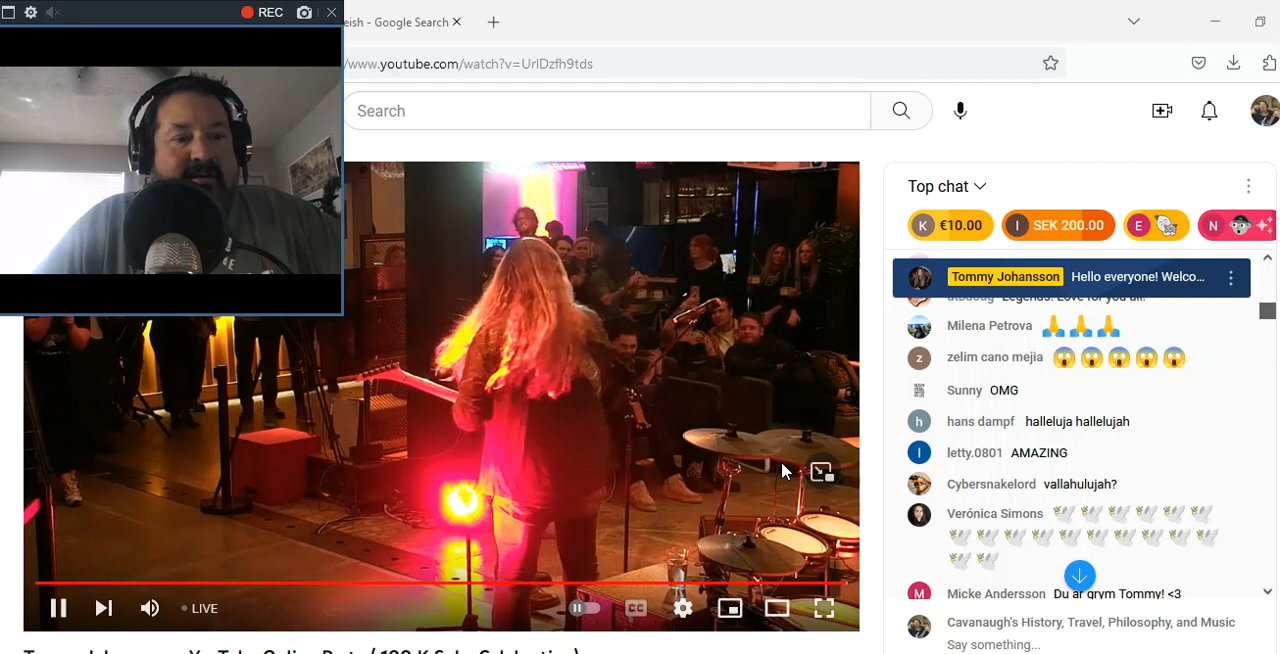 REC
eish - Google Search
/www.youtube.com/watch?v=UrlDzfh9tds
Search
Top chat
K €10.00
I SEK 200.00
E
N
Tommy Johansson Hello everyone! Welco...
Legends! Love for you all!
Milena Petrova 🙏🙏🙏
z zelim cano mejia 😱😱😱😱😱
Sunny OMG
h hans dampf halleluja hallelujah
l letty.0801 AMAZING
Cybersnakelord vallahulujah?
Verónica Simons 🕊🕊🕊🕊🕊🕊
🕊🕊🕊🕊🕊🕊🕊🕊🕊🕊
🕊🕊
M Micke Andersson Du är grym Tommy! <3
LIVE
CC
Cavanaugh's History, Travel, Philosophy, and Music
Say something...